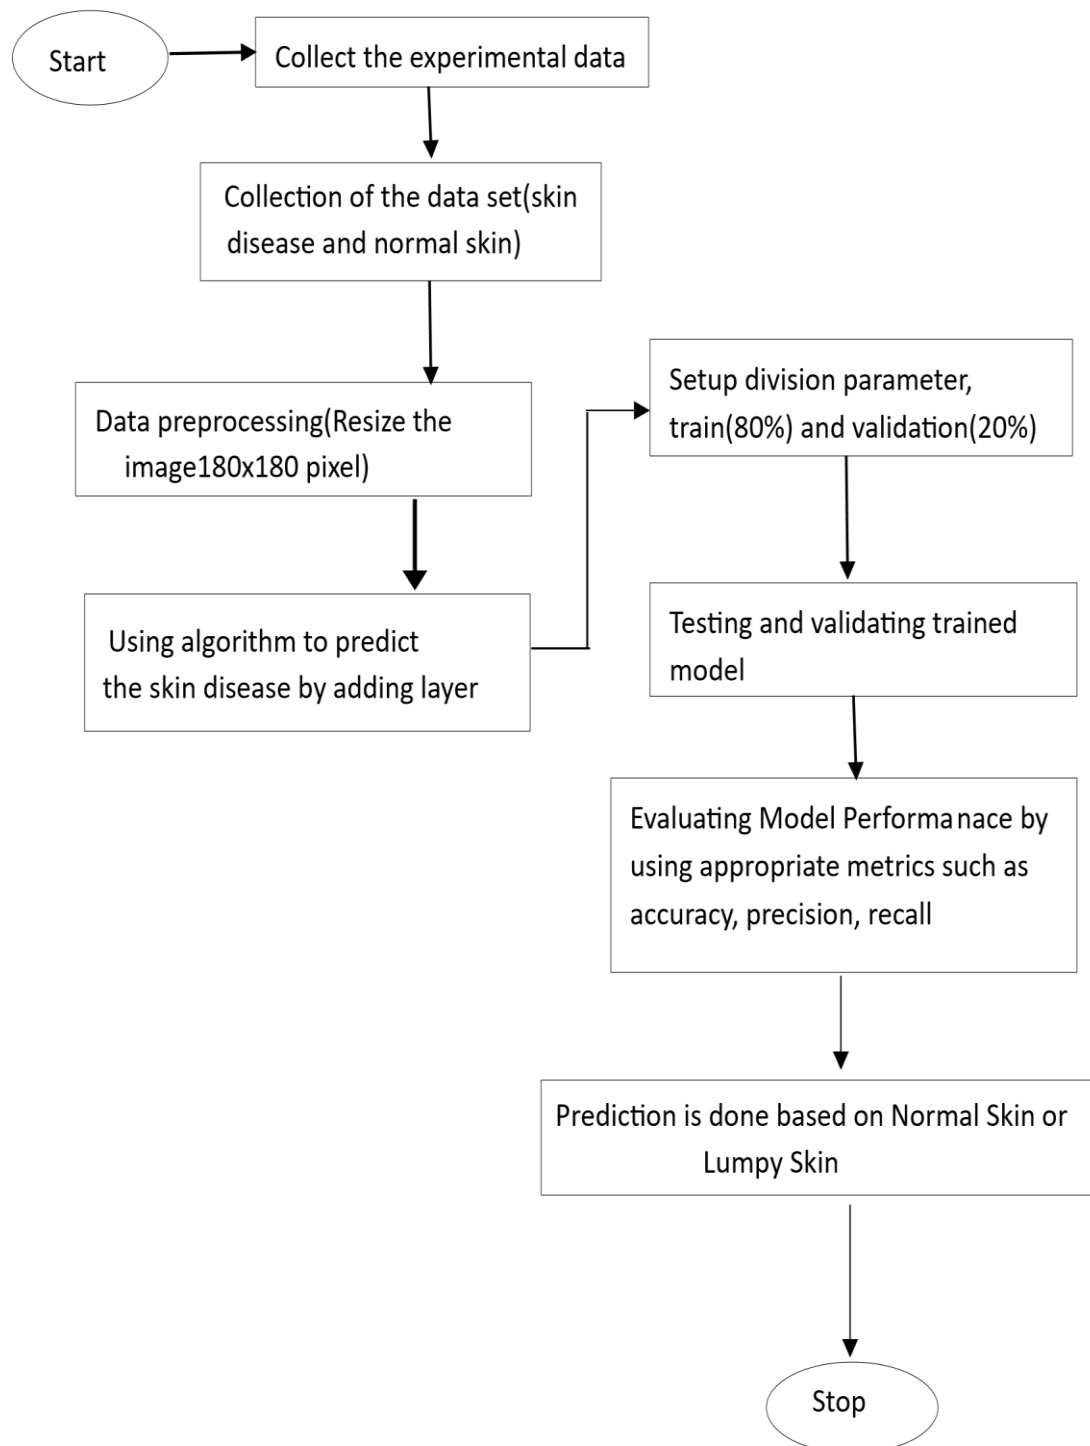 Start
Collect the experimental data
Collection of the data set(skin
disease and normal skin)
Data preprocessing(Resize the
image180x180 pixel)
Using algorithm to predict
the skin disease by adding layer
Setup division parameter,
train(80%) and validation(20%)
Testing and validating trained
model
Evaluating Model Performa nace by
using appropriate metrics such as
accuracy, precision, recall
Prediction is done based on Normal Skin or
Lumpy Skin
Stop